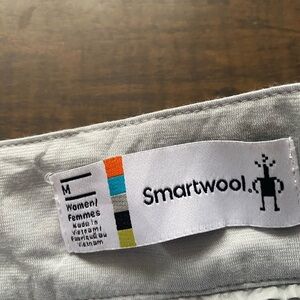 M
Women/
Femmes
Made in
Vietnam/
Fabriqué au
Vietnam
Smartwool